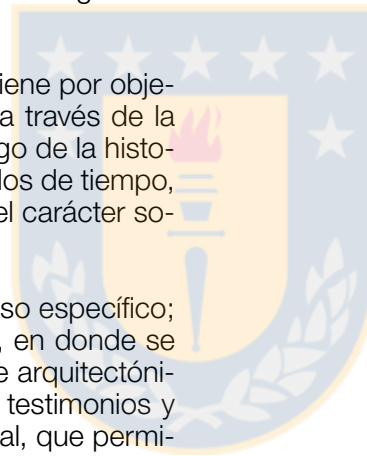 iene por obje-
a través de la
go de la histo-
los de tiempo,
el carácter so-
so específico;
, en donde se
e arquitectóni-
testimonios y
al, que permi-